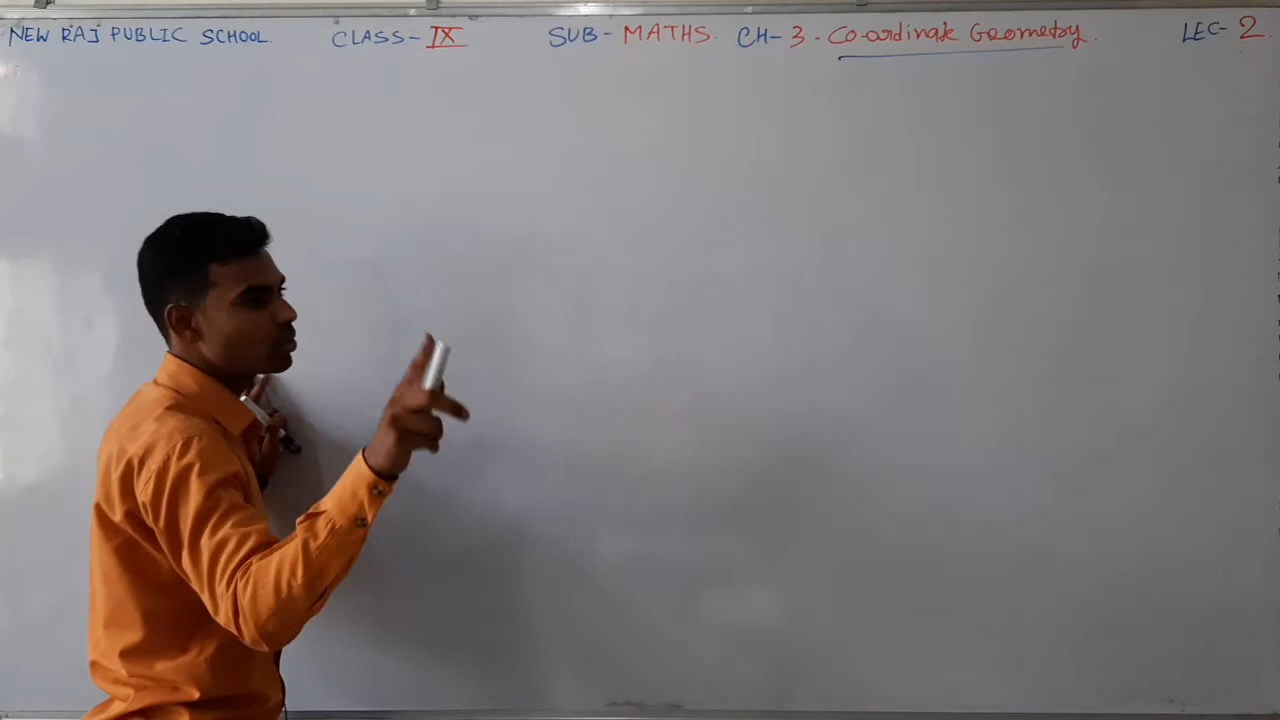 NEW RAJ PUBLIC SCHOOL. CLASS- IX SUB- MATHS. CH- 3 - Co-ordinate Geometry. LEC- 2